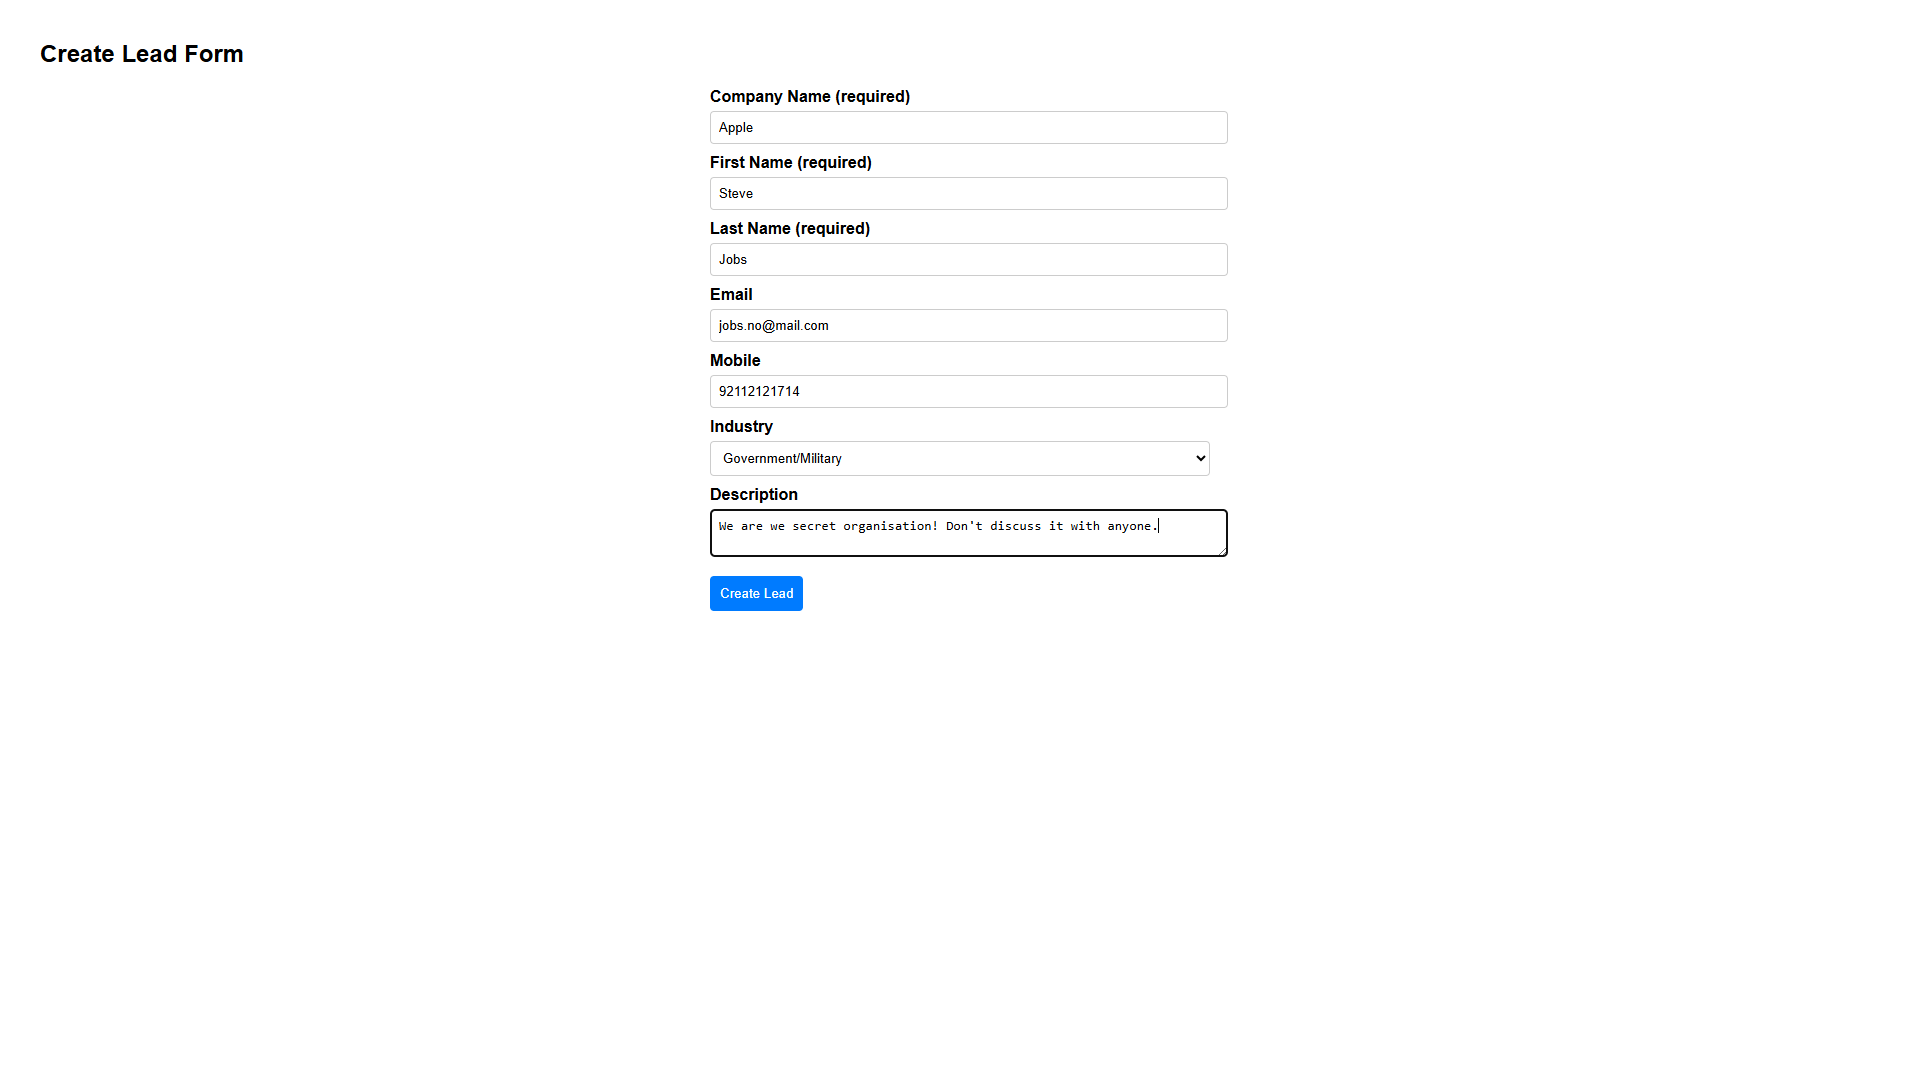 Create Lead Form
Company Name (required)
Apple
First Name (required)
Steve
Last Name (required)
Jobs
Email
jobs.no@mail.com
Mobile
92112121714
Industry
Government/Military
Description
We are we secret organisation! Don't discuss it with anyone.
Create Lead